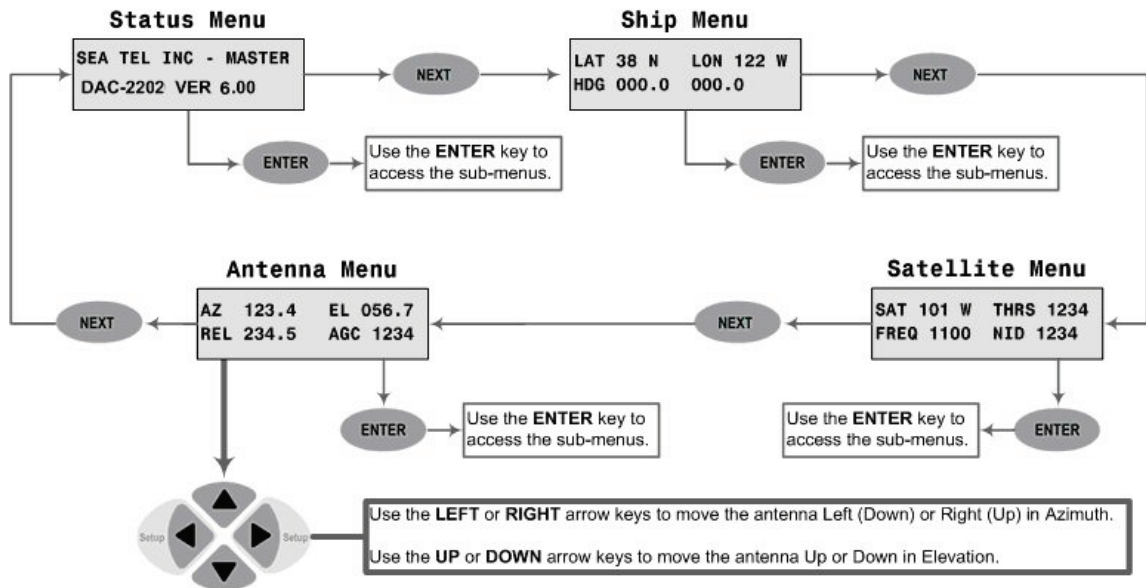 Status Menu
SEA TEL INC - MASTER
DAC-2202 VER 6.00
NEXT
ENTER
Use the ENTER key to
access the sub-menus.
Ship Menu
LAT 38 N LON 122 W
HDG 000.0 000.0
NEXT
ENTER
Use the ENTER key to
access the sub-menus.
Antenna Menu
NEXT
AZ 123.4 EL 056.7
REL 234.5 AGC 1234
ENTER
Use the ENTER key to
access the sub-menus.
Satellite Menu
NEXT
SAT 101 W THRS 1234
FREQ 1100 NID 1234
Use the ENTER key to
access the sub-menus.
ENTER
Setup
Setup
Use the LEFT or RIGHT arrow keys to move the antenna Left (Down) or Right (Up) in Azimuth.
Use the UP or DOWN arrow keys to move the antenna Up or Down in Elevation.